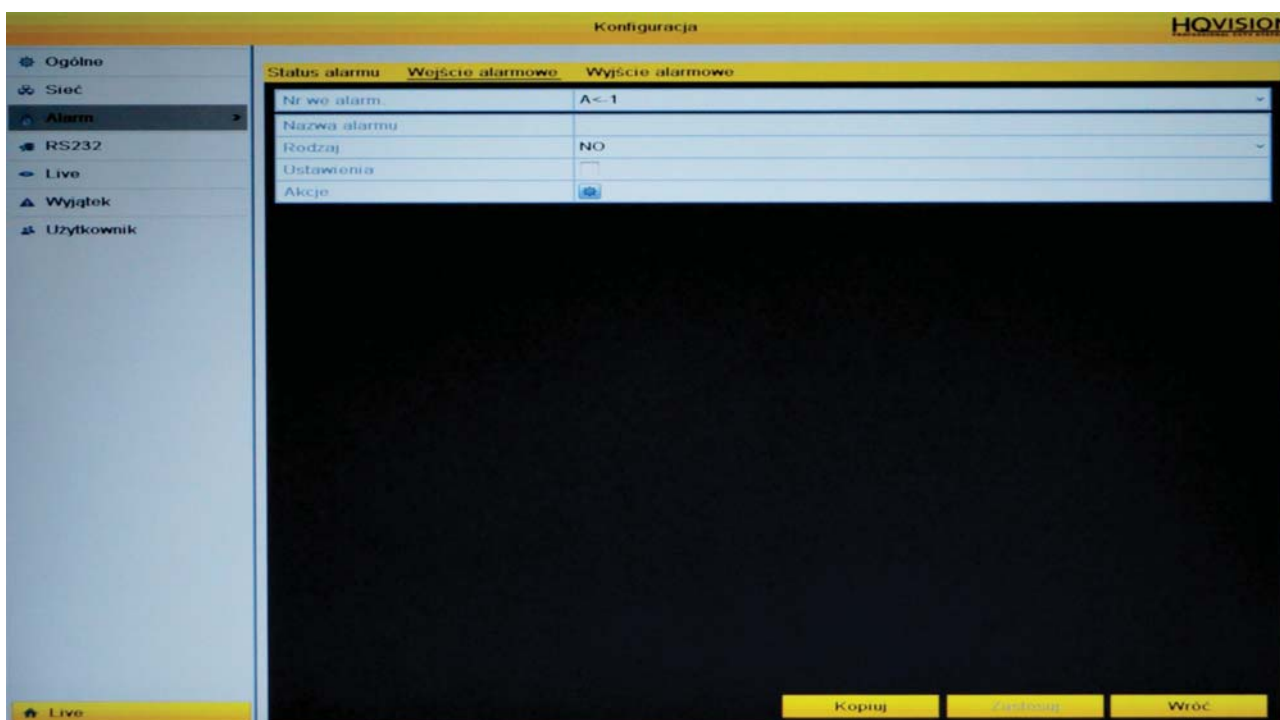 Konfiguracja
HQVISION
Ogólne
Sieć
Alarm
RS232
Live
Wyjątek
Użytkownik
Status alarmu Wejście alarmowe Wyjście alarmowe
Nr we alarm. A<-1
Nazwa alarmu
Rodzaj NO
Ustawienia
Akcje
Live
Kopiuj Zastosuj Wróć